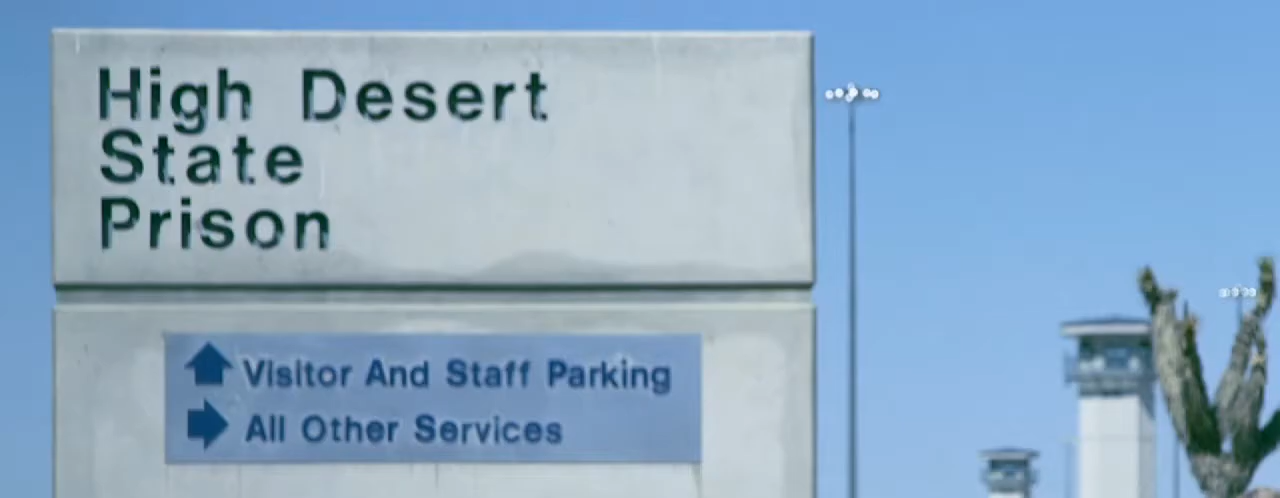 High Desert
State
Prison
Visitor And Staff Parking
All Other Services